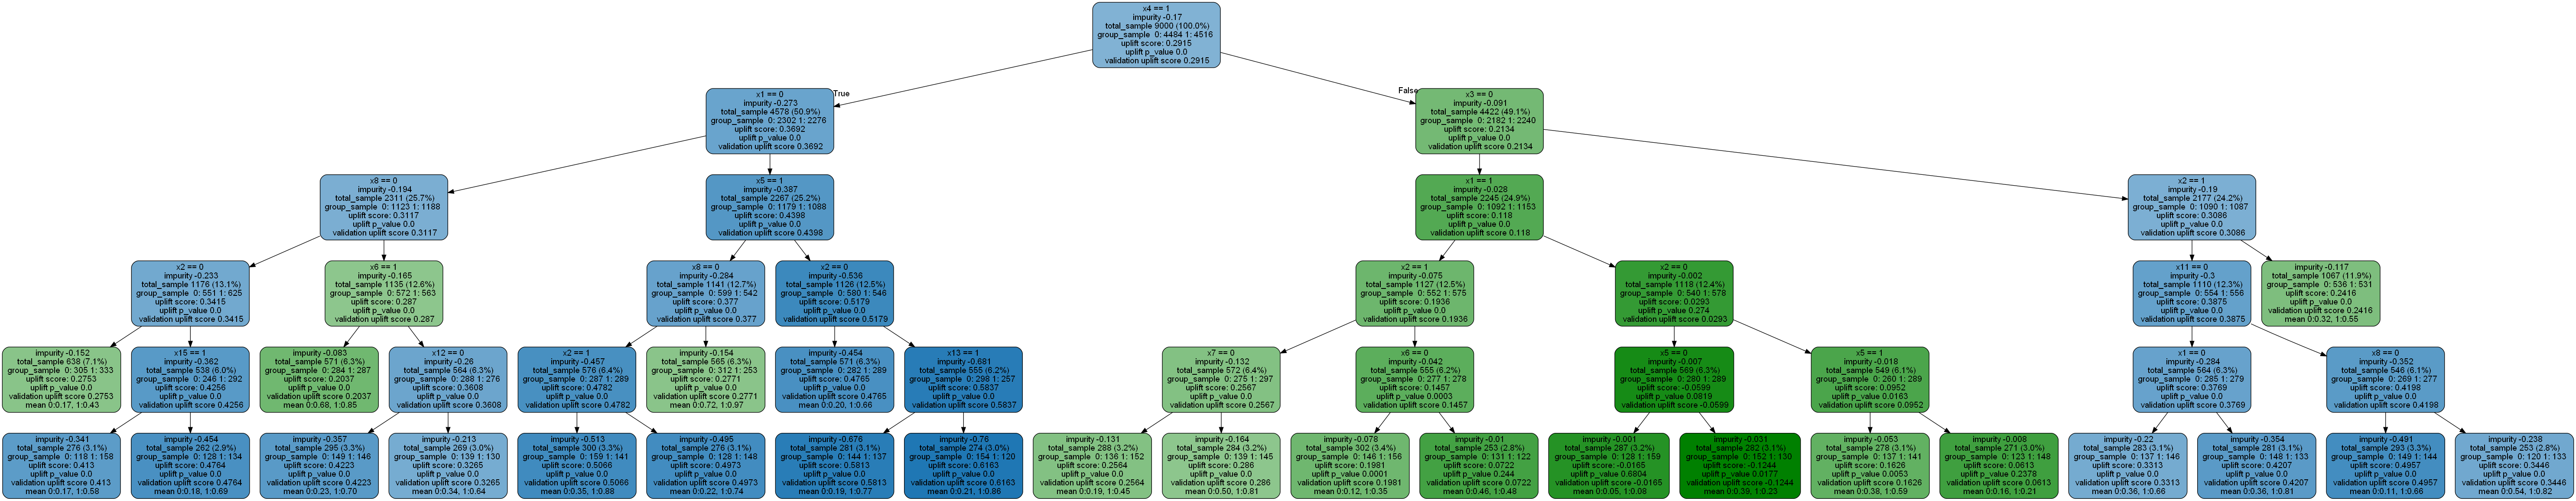 x4 == 1
impurity -0.17
total_sample 9000 (100.0%)
group_sample 0: 4484 1: 4516
uplift score: 0.2915
uplift p_value 0.0
validation uplift score 0.2915
True
False
x1 == 0
impurity -0.273
total_sample 4578 (50.9%)
group_sample 0: 2302 1: 2276
uplift score: 0.3692
uplift p_value 0.0
validation uplift score 0.3692
x3 == 0
impurity -0.091
total_sample 4422 (49.1%)
group_sample 0: 2182 1: 2240
uplift score: 0.2134
uplift p_value 0.0
validation uplift score 0.2134
x8 == 0
impurity -0.194
total_sample 2311 (25.7%)
group_sample 0: 1123 1: 1188
uplift score: 0.3117
uplift p_value 0.0
validation uplift score 0.3117
x5 == 1
impurity -0.387
total_sample 2267 (25.2%)
group_sample 0: 1179 1: 1088
uplift score: 0.4398
uplift p_value 0.0
validation uplift score 0.4398
x1 == 1
impurity -0.028
total_sample 2245 (24.9%)
group_sample 0: 1092 1: 1153
uplift score: 0.118
uplift p_value 0.0
validation uplift score 0.118
x2 == 1
impurity -0.19
total_sample 2177 (24.2%)
group_sample 0: 1090 1: 1087
uplift score: 0.3086
uplift p_value 0.0
validation uplift score 0.3086
x2 == 0
impurity -0.233
total_sample 1176 (13.1%)
group_sample 0: 551 1: 625
uplift score: 0.3415
uplift p_value 0.0
validation uplift score 0.3415
x6 == 1
impurity -0.165
total_sample 1135 (12.6%)
group_sample 0: 572 1: 563
uplift score: 0.287
uplift p_value 0.0
validation uplift score 0.287
x8 == 0
impurity -0.284
total_sample 1141 (12.7%)
group_sample 0: 599 1: 542
uplift score: 0.377
uplift p_value 0.0
validation uplift score 0.377
x2 == 0
impurity -0.536
total_sample 1126 (12.5%)
group_sample 0: 580 1: 546
uplift score: 0.5179
uplift p_value 0.0
validation uplift score 0.5179
x2 == 1
impurity -0.075
total_sample 1127 (12.5%)
group_sample 0: 552 1: 575
uplift score: 0.1936
uplift p_value 0.0
validation uplift score 0.1936
x2 == 0
impurity -0.002
total_sample 1118 (12.4%)
group_sample 0: 540 1: 578
uplift score: 0.0293
uplift p_value 0.274
validation uplift score 0.0293
x11 == 0
impurity -0.3
total_sample 1110 (12.3%)
group_sample 0: 554 1: 556
uplift score: 0.3875
uplift p_value 0.0
validation uplift score 0.3875
impurity -0.117
total_sample 1067 (11.9%)
group_sample 0: 536 1: 531
uplift score: 0.2416
uplift p_value 0.0
validation uplift score 0.2416
mean 0:0.32, 1:0.55
impurity -0.152
total_sample 638 (7.1%)
group_sample 0: 305 1: 333
uplift score: 0.2753
uplift p_value 0.0
validation uplift score 0.2753
mean 0:0.17, 1:0.43
x15 == 1
impurity -0.362
total_sample 538 (6.0%)
group_sample 0: 246 1: 292
uplift score: 0.4256
uplift p_value 0.0
validation uplift score 0.4256
impurity -0.083
total_sample 571 (6.3%)
group_sample 0: 284 1: 287
uplift score: 0.2037
uplift p_value 0.0
validation uplift score 0.2037
mean 0:0.68, 1:0.85
x12 == 0
impurity -0.26
total_sample 564 (6.3%)
group_sample 0: 288 1: 276
uplift score: 0.3608
uplift p_value 0.0
validation uplift score 0.3608
x2 == 1
impurity -0.457
total_sample 576 (6.4%)
group_sample 0: 287 1: 289
uplift score: 0.4782
uplift p_value 0.0
validation uplift score 0.4782
impurity -0.154
total_sample 565 (6.3%)
group_sample 0: 312 1: 253
uplift score: 0.2771
uplift p_value 0.0
validation uplift score 0.2771
mean 0:0.72, 1:0.97
impurity -0.454
total_sample 571 (6.3%)
group_sample 0: 282 1: 289
uplift score: 0.4765
uplift p_value 0.0
validation uplift score 0.4765
mean 0:0.20, 1:0.66
x13 == 1
impurity -0.681
total_sample 555 (6.2%)
group_sample 0: 298 1: 257
uplift score: 0.5837
uplift p_value 0.0
validation uplift score 0.5837
x7 == 0
impurity -0.132
total_sample 572 (6.4%)
group_sample 0: 275 1: 297
uplift score: 0.2567
uplift p_value 0.0
validation uplift score 0.2567
x6 == 0
impurity -0.042
total_sample 555 (6.2%)
group_sample 0: 277 1: 278
uplift score: 0.1457
uplift p_value 0.0003
validation uplift score 0.1457
x5 == 0
impurity -0.007
total_sample 569 (6.3%)
group_sample 0: 280 1: 289
uplift score: -0.0599
uplift p_value 0.0819
validation uplift score -0.0599
x5 == 1
impurity -0.018
total_sample 549 (6.1%)
group_sample 0: 260 1: 289
uplift score: 0.0952
uplift p_value 0.0163
validation uplift score 0.0952
x1 == 0
impurity -0.284
total_sample 564 (6.3%)
group_sample 0: 285 1: 279
uplift score: 0.3769
uplift p_value 0.0
validation uplift score 0.3769
x8 == 0
impurity -0.352
total_sample 546 (6.1%)
group_sample 0: 269 1: 277
uplift score: 0.4198
uplift p_value 0.0
validation uplift score 0.4198
impurity -0.341
total_sample 276 (3.1%)
group_sample 0: 118 1: 158
uplift score: 0.413
uplift p_value 0.0
validation uplift score 0.413
mean 0:0.17, 1:0.58
impurity -0.454
total_sample 262 (2.9%)
group_sample 0: 128 1: 134
uplift score: 0.4764
uplift p_value 0.0
validation uplift score 0.4764
mean 0:0.18, 1:0.69
impurity -0.357
total_sample 295 (3.3%)
group_sample 0: 149 1: 146
uplift score: 0.4223
uplift p_value 0.0
validation uplift score 0.4223
mean 0:0.23, 1:0.70
impurity -0.213
total_sample 269 (3.0%)
group_sample 0: 139 1: 130
uplift score: 0.3265
uplift p_value 0.0
validation uplift score 0.3265
mean 0:0.34, 1:0.64
impurity -0.513
total_sample 300 (3.3%)
group_sample 0: 159 1: 141
uplift score: 0.5066
uplift p_value 0.0
validation uplift score 0.5066
mean 0:0.35, 1:0.88
impurity -0.495
total_sample 276 (3.1%)
group_sample 0: 128 1: 148
uplift score: 0.4973
uplift p_value 0.0
validation uplift score 0.4973
mean 0:0.22, 1:0.74
impurity -0.676
total_sample 281 (3.1%)
group_sample 0: 144 1: 137
uplift score: 0.5813
uplift p_value 0.0
validation uplift score 0.5813
mean 0:0.19, 1:0.77
impurity -0.76
total_sample 274 (3.0%)
group_sample 0: 154 1: 120
uplift score: 0.6163
uplift p_value 0.0
validation uplift score 0.6163
mean 0:0.21, 1:0.86
impurity -0.131
total_sample 288 (3.2%)
group_sample 0: 136 1: 152
uplift score: 0.2564
uplift p_value 0.0
validation uplift score 0.2564
mean 0:0.19, 1:0.45
impurity -0.164
total_sample 284 (3.2%)
group_sample 0: 139 1: 145
uplift score: 0.286
uplift p_value 0.0
validation uplift score 0.286
mean 0:0.50, 1:0.81
impurity -0.078
total_sample 302 (3.4%)
group_sample 0: 146 1: 156
uplift score: 0.1981
uplift p_value 0.0001
validation uplift score 0.1981
mean 0:0.12, 1:0.35
impurity -0.01
total_sample 253 (2.8%)
group_sample 0: 131 1: 122
uplift score: 0.0722
uplift p_value 0.244
validation uplift score 0.0722
mean 0:0.46, 1:0.48
impurity -0.001
total_sample 287 (3.2%)
group_sample 0: 128 1: 159
uplift score: -0.0165
uplift p_value 0.6804
validation uplift score -0.0165
mean 0:0.05, 1:0.08
impurity -0.031
total_sample 282 (3.1%)
group_sample 0: 152 1: 130
uplift score: -0.1244
uplift p_value 0.0177
validation uplift score -0.1244
mean 0:0.39, 1:0.23
impurity -0.053
total_sample 278 (3.1%)
group_sample 0: 137 1: 141
uplift score: 0.1626
uplift p_value 0.0053
validation uplift score 0.1626
mean 0:0.38, 1:0.59
impurity -0.008
total_sample 271 (3.0%)
group_sample 0: 123 1: 148
uplift score: 0.0613
uplift p_value 0.2378
validation uplift score 0.0613
mean 0:0.16, 1:0.21
impurity -0.22
total_sample 283 (3.1%)
group_sample 0: 137 1: 146
uplift score: 0.3313
uplift p_value 0.0
validation uplift score 0.3313
mean 0:0.36, 1:0.66
impurity -0.354
total_sample 281 (3.1%)
group_sample 0: 148 1: 133
uplift score: 0.4207
uplift p_value 0.0
validation uplift score 0.4207
mean 0:0.36, 1:0.81
impurity -0.491
total_sample 293 (3.3%)
group_sample 0: 149 1: 144
uplift score: 0.4957
uplift p_value 0.0
validation uplift score 0.4957
mean 0:0.11, 1:0.66
impurity -0.238
total_sample 253 (2.8%)
group_sample 0: 120 1: 133
uplift score: 0.3446
uplift p_value 0.0
validation uplift score 0.3446
mean 0:0.54, 1:0.82